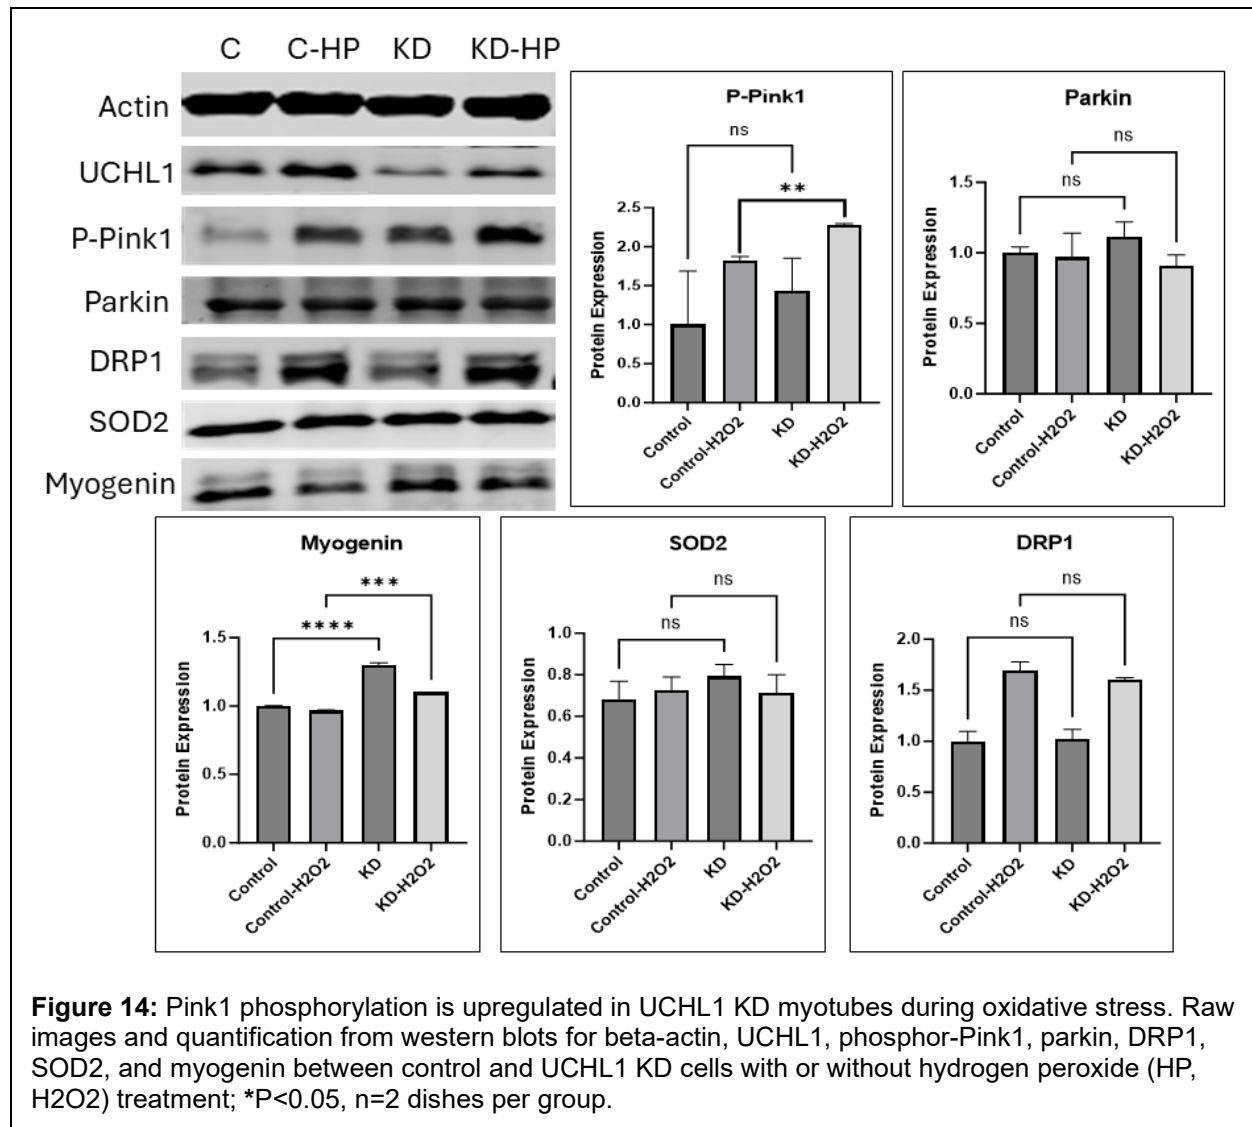 C C-HP KD KD-HP
Actin
UCHL1
P-Pink1
Parkin
DRP1
SOD2
Myogenin
P-Pink1
ns
**
Protein Expression
2.5
2.0
1.5
1.0
0.5
0.0
Control
Control-H2O2
KD
KD-H2O2
Parkin
ns
ns
Protein Expression
1.5
1.0
0.5
0.0
Control
Control-H2O2
KD
KD-H2O2
Myogenin
***
****
Protein Expression
1.5
1.0
0.5
0.0
Control
Control-H2O2
KD
KD-H2O2
SOD2
ns
ns
Protein Expression
1.0
0.8
0.6
0.4
0.2
0.0
Control
Control-H2O2
KD
KD-H2O2
DRP1
ns
ns
Protein Expression
2.0
1.5
1.0
0.5
0.0
Control
Control-H2O2
KD
KD-H2O2
Figure 14: Pink1 phosphorylation is upregulated in UCHL1 KD myotubes during oxidative stress. Raw
images and quantification from western blots for beta-actin, UCHL1, phosphor-Pink1, parkin, DRP1,
SOD2, and myogenin between control and UCHL1 KD cells with or without hydrogen peroxide (HP,
H2O2) treatment; *P<0.05, n=2 dishes per group.